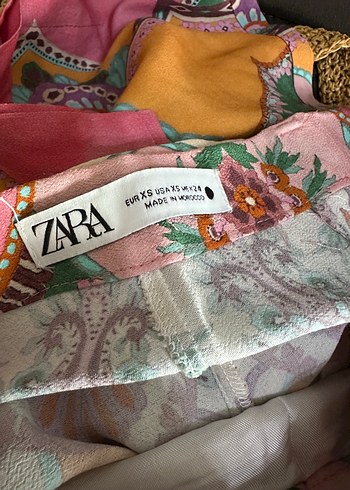 ZARA
EUR XS USA XS MEX 24
MADE IN MOROCCO